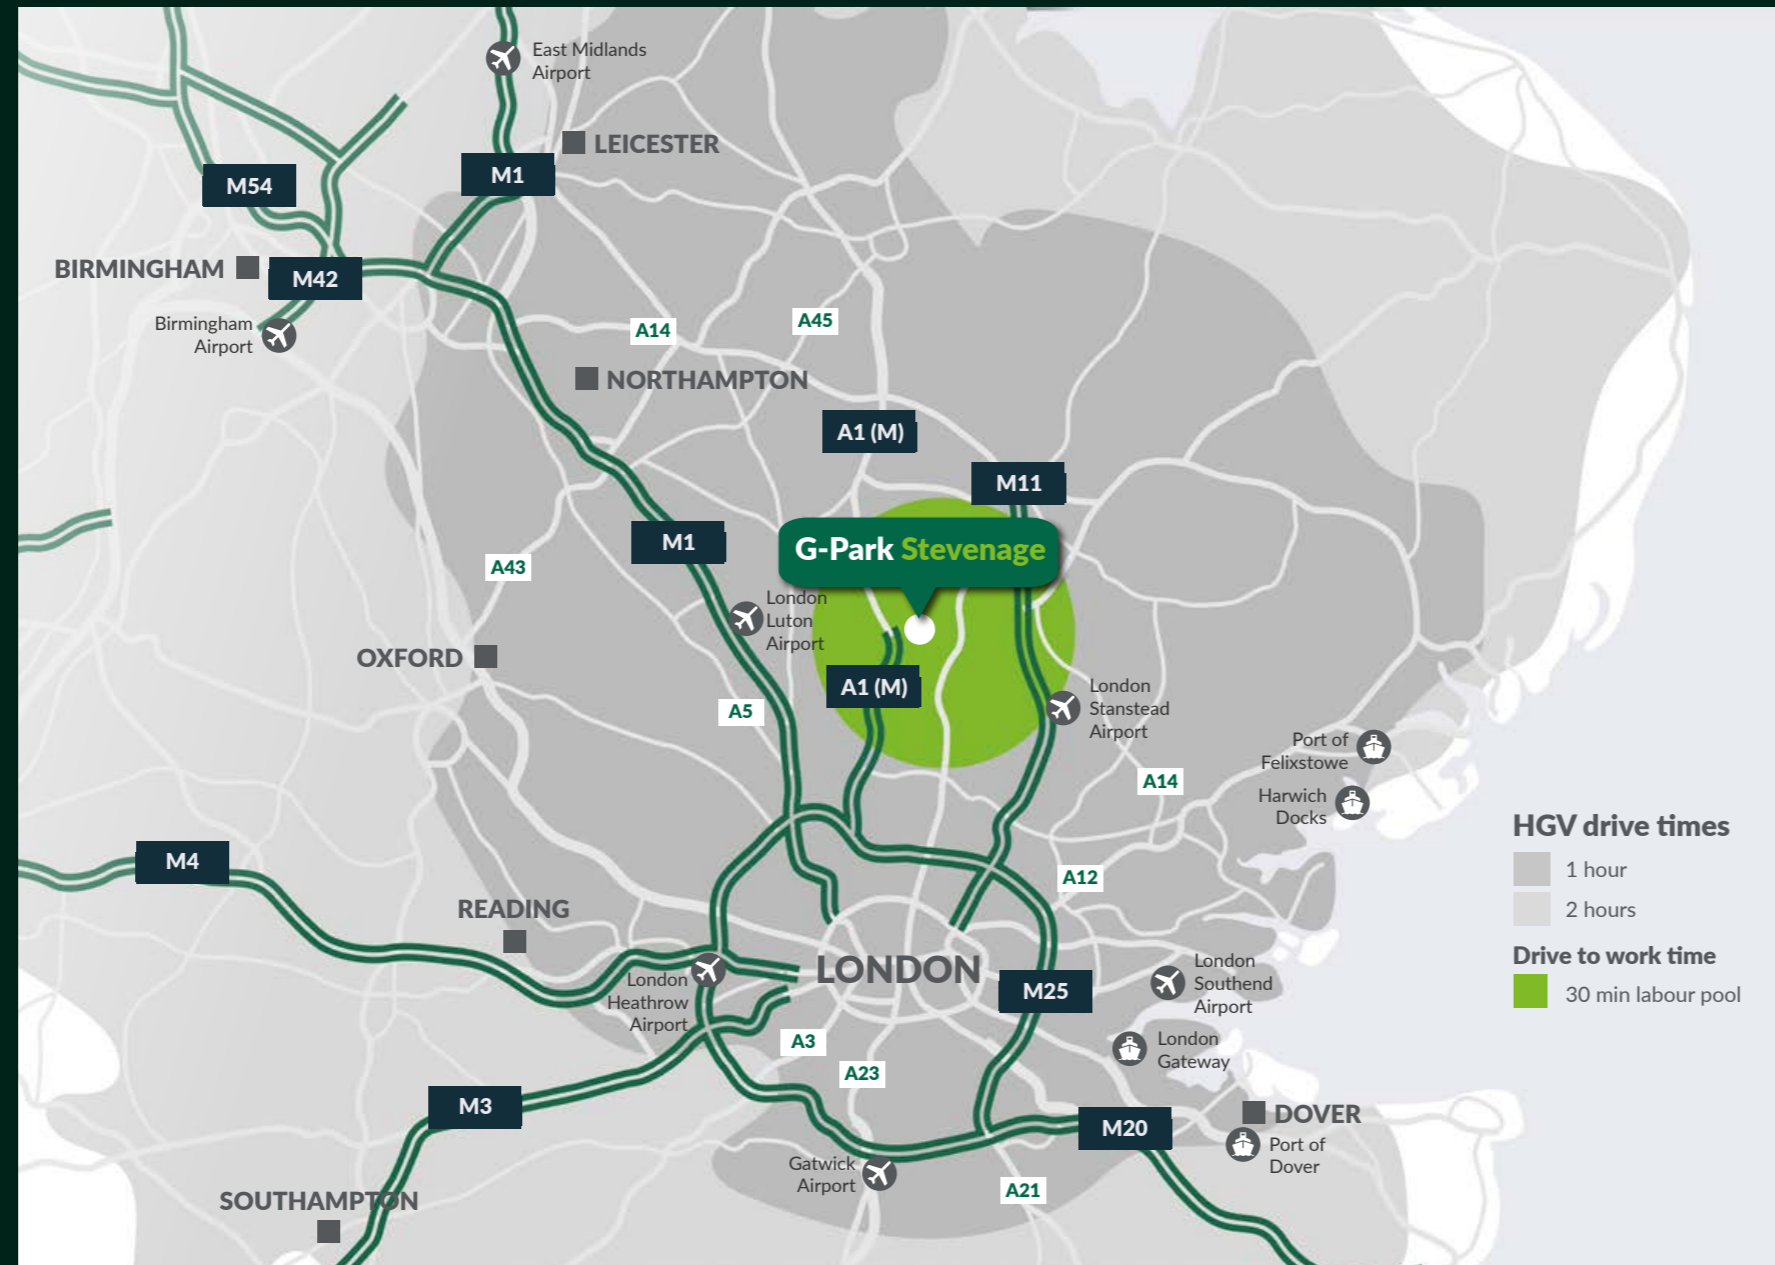 East Midlands
Airport
LEICESTER
M1
M54
BIRMINGHAM
M42
Birmingham
Airport
A14
A45
NORTHAMPTON
A1 (M)
M11
M1
G-Park Stevenage
A43
London
Luton
Airport
OXFORD
A1 (M)
London
Stanstead
Airport
A5
Port of
Felixstowe
A14
Harwich
Docks
HGV drive times
1 hour
2 hours
Drive to work time
30 min labour pool
M4
A12
READING
LONDON
London
Heathrow
Airport
M25
London
Southend
Airport
A3
London
Gateway
A23
M3
M20
DOVER
Port of
Dover
Gatwick
Airport
A21
SOUTHAMPTON